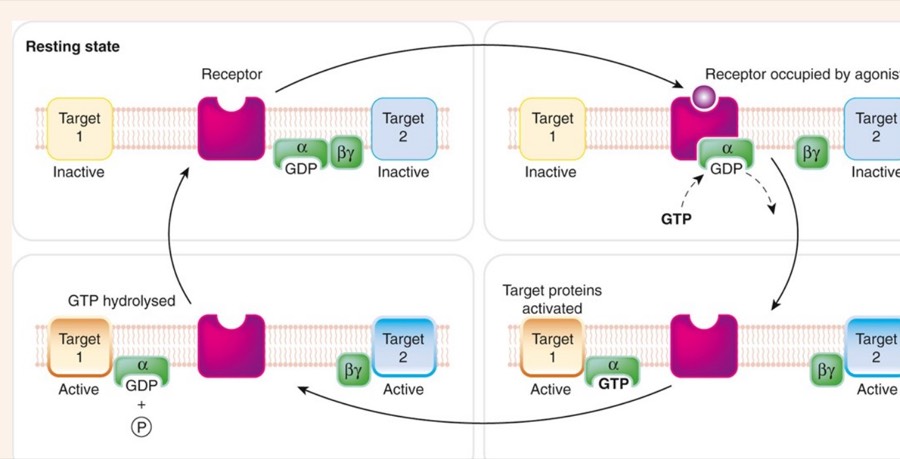 Resting state
Receptor
Target
1
Inactive
α
GDP
βγ
Target
2
Inactive
Receptor occupied by agonis
Target
1
Inactive
α
GDP
GTP
βγ
Target
2
Inactive
GTP hydrolysed
Target
1
Active
α
GDP
+
P
βγ
Target
2
Active
Target proteins
activated
Target
1
Active
α
GTP
βγ
Target
2
Active